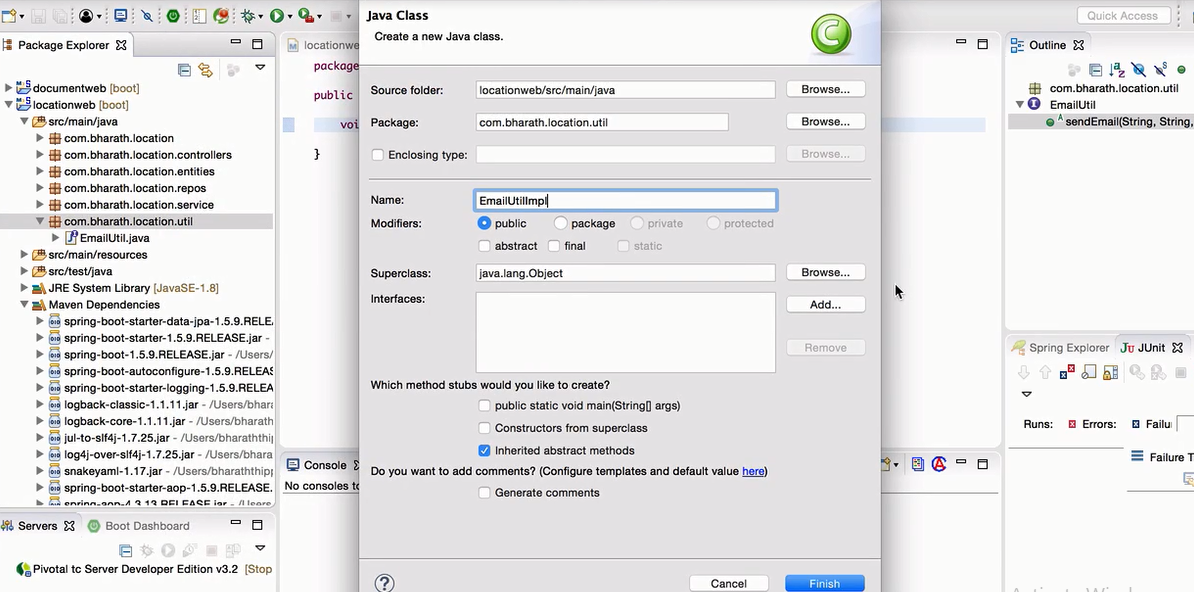 Quick Access
Package Explorer
documentweb [boot]
locationweb [boot]
src/main/java
com.bharath.location
com.bharath.location.controllers
com.bharath.location.entities
com.bharath.location.repos
com.bharath.location.service
com.bharath.location.util
EmailUtil.java
src/main/resources
src/test/java
JRE System Library [JavaSE-1.8]
Maven Dependencies
spring-boot-starter-data-jpa-1.5.9.RELEA
spring-boot-starter-1.5.9.RELEASE.jar - 
spring-boot-1.5.9.RELEASE.jar - /Users/
spring-boot-autoconfigure-1.5.9.RELEAS
spring-boot-starter-logging-1.5.9.RELEAS
logback-classic-1.1.11.jar - /Users/bhara
logback-core-1.1.11.jar - /Users/bharatht
jul-to-slf4j-1.7.25.jar - /Users/bharaththip
log4j-over-slf4j-1.7.25.jar - /Users/bhara
snakeyaml-1.17.jar - /Users/bharaththipp
spring-boot-starter-aop-1.5.9.RELEASE.
spring-aop-4.3.13.RELEASE.jar - /Users/
Servers
Boot Dashboard
Pivotal tc Server Developer Edition v3.2 [Stop
locationwe
package
public
voi
}
Console
No consoles to
Java Class
Create a new Java class.
Source folder: locationweb/src/main/java Browse...
Package: com.bharath.location.util Browse...
Enclosing type: Browse...
Name: EmailUtilImpl
Modifiers: public package private protected
abstract final static
Superclass: java.lang.Object Browse...
Interfaces: Add...
Remove
Which method stubs would you like to create?
public static void main(String[] args)
Constructors from superclass
Inherited abstract methods
Do you want to add comments? (Configure templates and default value here)
Generate comments
? Cancel Finish
Outline
com.bharath.location.util
EmailUtil
sendEmail(String, String,
Spring Explorer
JUnit
Runs: Errors: Failu
Failure T